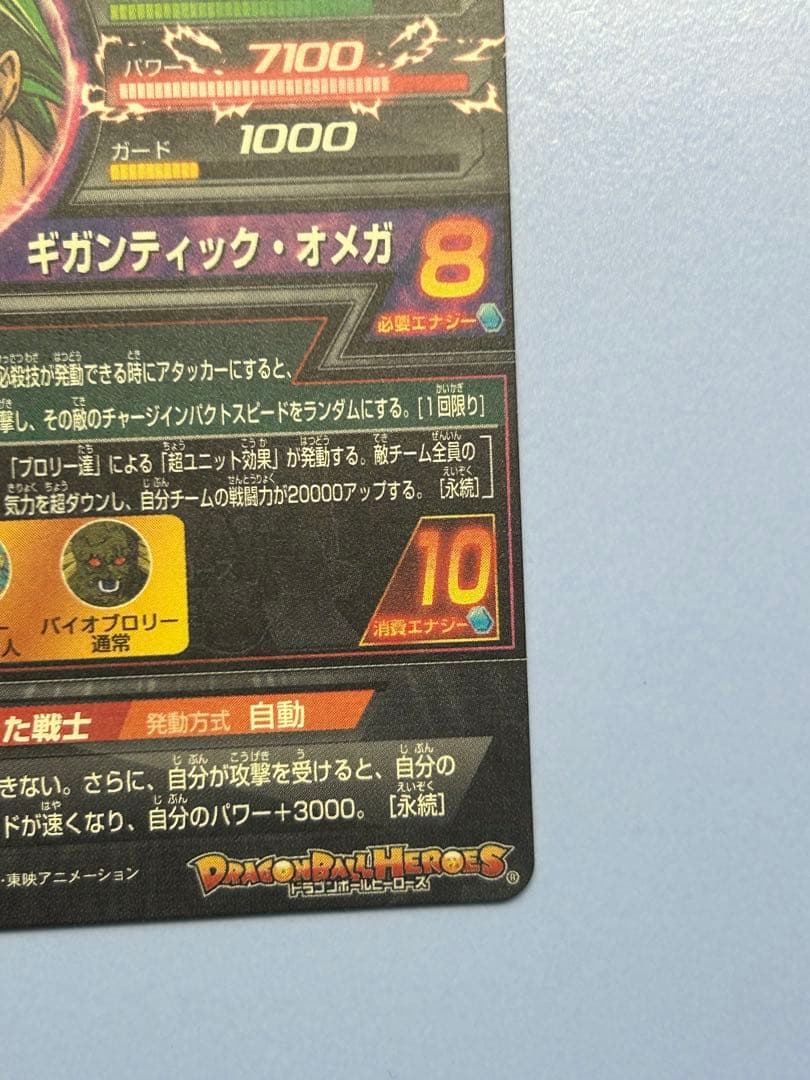 パワー 7100
ガード 1000
ギガンティック・オメガ 8
必要エナジー
必殺技が発動できる時にアタッカーにすると、
撃し、その敵のチャージインパクトスピードをランダムにする。[1回限り]
「ブロリー達」による「超ユニット効果」が発動する。敵チーム全員の
気力を超ダウンし、自分チームの戦闘力が20000アップする。[永続]
10
消費エナジー
ー バイオブロリー
人 通常
た戦士 発動方式 自動
きない。さらに、自分が攻撃を受けると、自分の
ドが速くなり、自分のパワー+3000。[永続]
・東映アニメーション
DRAGONBALL HEROES ®
ドラゴンボールヒーローズ